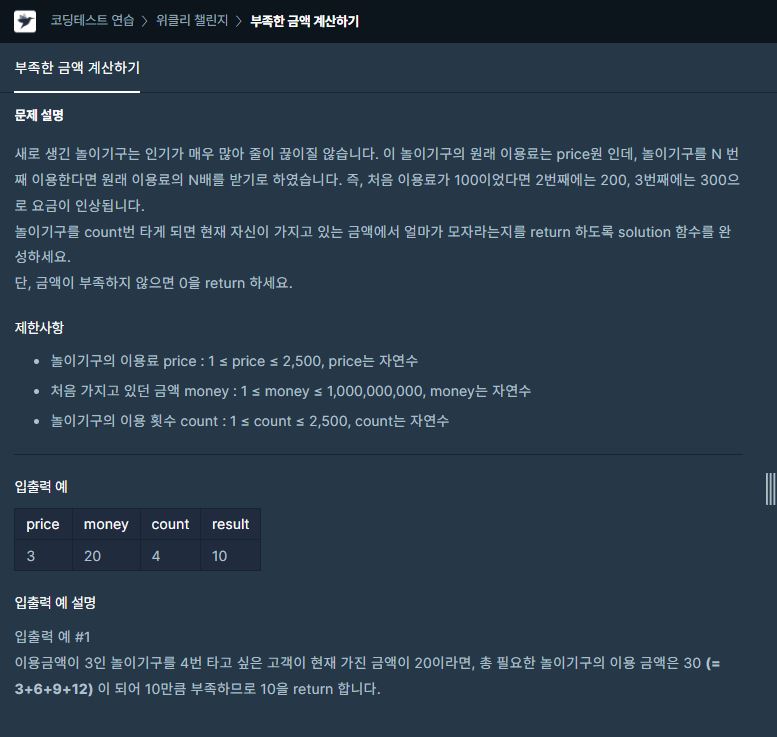 코딩테스트 연습 > 위클리 챌린지 > 부족한 금액 계산하기
부족한 금액 계산하기
문제 설명
새로 생긴 놀이기구는 인기가 매우 많아 줄이 끊이질 않습니다. 이 놀이기구의 원래 이용료는 price원 인데, 놀이기구를 N 번
째 이용한다면 원래 이용료의 N배를 받기로 하였습니다. 즉, 처음 이용료가 100이었다면 2번째에는 200, 3번째에는 300으
로 요금이 인상됩니다.
놀이기구를 count번 타게 되면 현재 자신이 가지고 있는 금액에서 얼마가 모자라는지를 return 하도록 solution 함수를 완
성하세요.
단, 금액이 부족하지 않으면 0을 return 하세요.
제한사항
• 놀이기구의 이용료 price : 1 ≤ price ≤ 2,500, price는 자연수
• 처음 가지고 있던 금액 money : 1 ≤ money ≤ 1,000,000,000, money는 자연수
• 놀이기구의 이용 횟수 count : 1 ≤ count ≤ 2,500, count는 자연수
입출력 예
price money count result
3 20 4 10
입출력 예 설명
입출력 예 #1
이용금액이 3인 놀이기구를 4번 타고 싶은 고객이 현재 가진 금액이 20이라면, 총 필요한 놀이기구의 이용 금액은 30 (=
3+6+9+12) 이 되어 10만큼 부족하므로 10을 return 합니다.